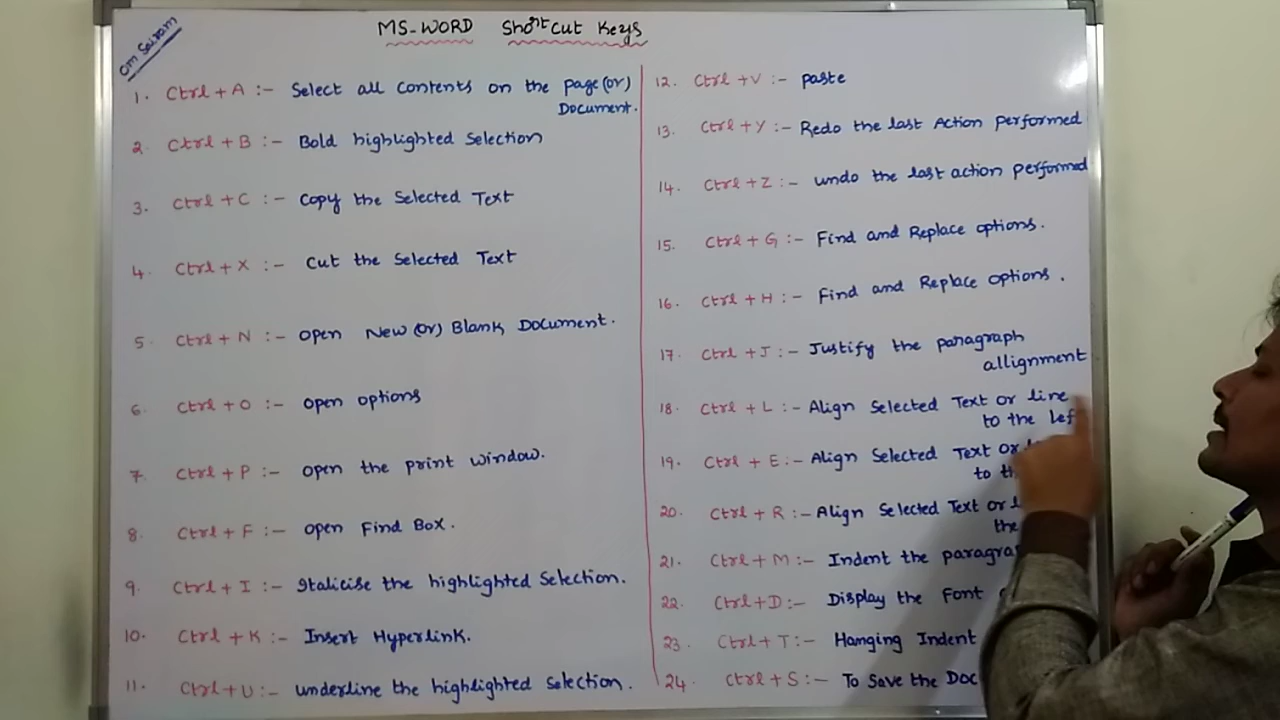 Om Sairam
MS-WORD Shortcut Keys
1. Ctrl + A :- Select all contents on the page (or)
Document.
2. Ctrl + B :- Bold highlighted Selection
3. Ctrl + C :- Copy the Selected Text
4. Ctrl + X :- Cut the Selected Text
5. Ctrl + N :- Open New (or) Blank Document.
6. Ctrl + O :- Open options
7. Ctrl + P :- Open the print window.
8. Ctrl + F :- Open Find Box.
9. Ctrl + I :- Italicise the highlighted Selection.
10. Ctrl + K :- Insert Hyperlink.
11. Ctrl + U :- underline the highlighted selection.
12. Ctrl + V :- paste
13. Ctrl + Y :- Redo the last Action performed
14. Ctrl + Z :- undo the last action performed
15. Ctrl + G :- Find and Replace options.
16. Ctrl + H :- Find and Replace options.
17. Ctrl + J :- Justify the paragraph
allignment
18. Ctrl + L :- Align Selected Text or line
to the lef
19. Ctrl + E :- Align Selected Text or
to
20. Ctrl + R :- Align Selected Text or
the
21. Ctrl + M :- Indent the paragra
22. Ctrl + D :- Display the Font
23. Ctrl + T :- Hanging Indent
24. Ctrl + S :- To Save the Doc